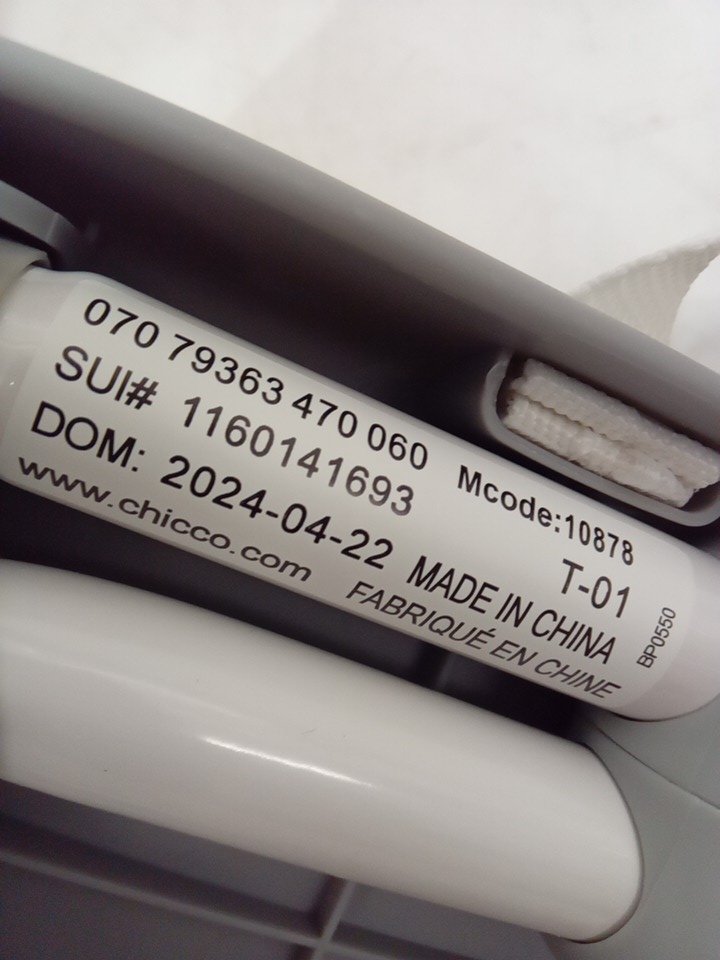 070 79363 470 060 Mcode:10878
SUI# 1160141693 T-01
DOM: 2024-04-22 MADE IN CHINA
www.chicco.com FABRIQUÉ EN CHINE
BP0550